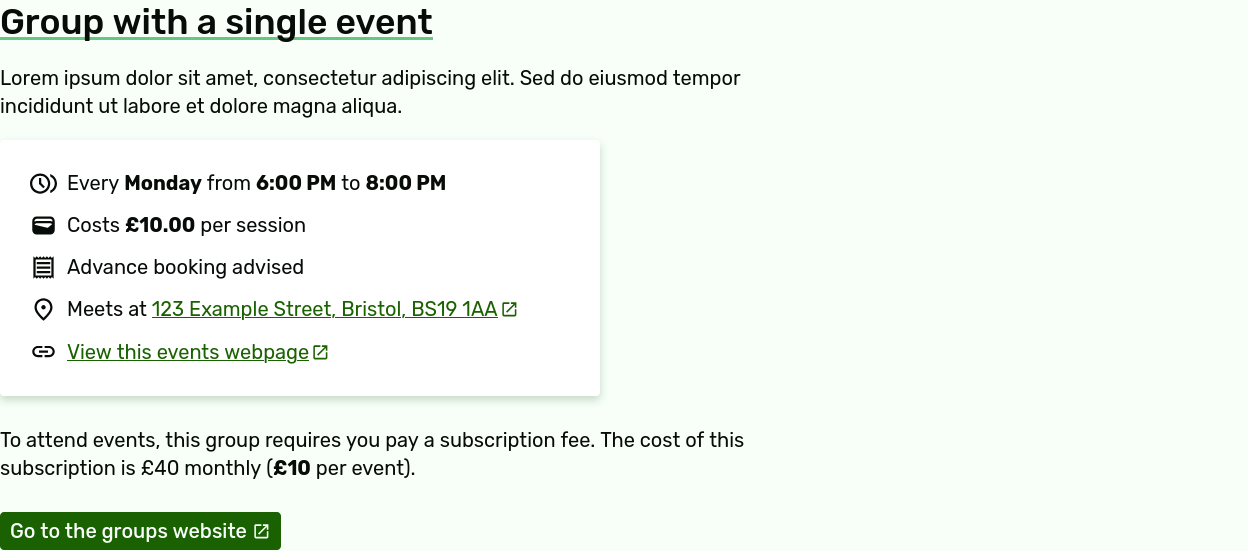 Group with a single event
Lorem ipsum dolor sit amet, consectetur adipiscing elit. Sed do eiusmod tempor
incididunt ut labore et dolore magna aliqua.
Every Monday from 6:00 PM to 8:00 PM
Costs £10.00 per session
Advance booking advised
Meets at 123 Example Street, Bristol, BS19 1AA
View this events webpage
To attend events, this group requires you pay a subscription fee. The cost of this
subscription is £40 monthly (£10 per event).
Go to the groups website